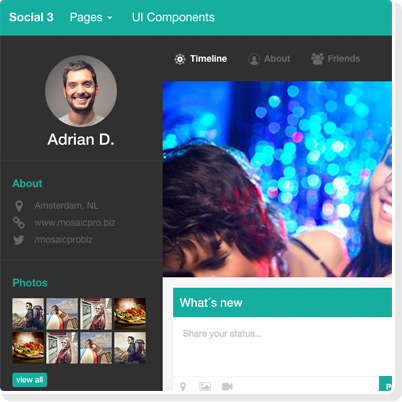 Social 3 Pages UI Components
Timeline About Friends
Adrian D.
About
Amsterdam, NL
www.mosaicpro.biz
/mosaicprobiz
Photos
view all
What´s new
Share your status...